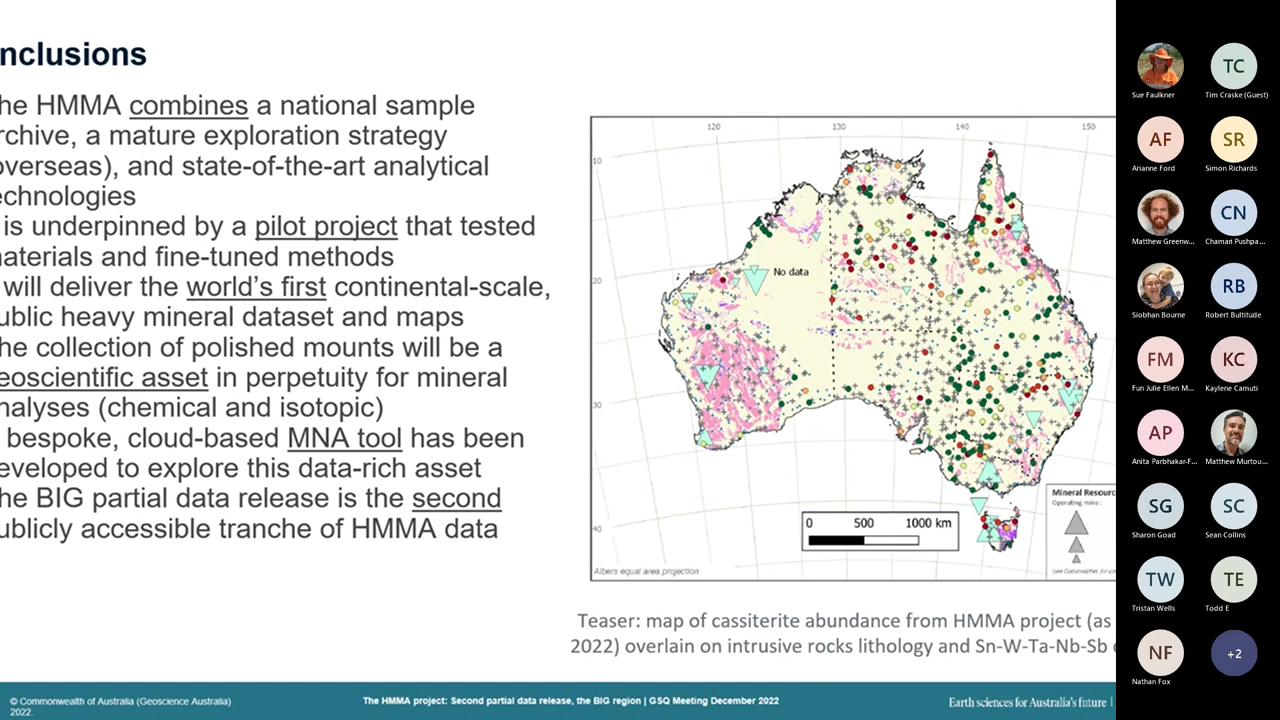 nclusions
he HMMA combines a national sample
rchive, a mature exploration strategy
overseas), and state-of-the-art analytical
echnologies
is underpinned by a pilot project that tested
aterials and fine-tuned methods
will deliver the world's first continental-scale,
ublic heavy mineral dataset and maps
he collection of polished mounts will be a
eoscientific asset in perpetuity for mineral
nalyses (chemical and isotopic)
bespoke, cloud-based MNA tool has been
eveloped to explore this data-rich asset
he BIG partial data release is the second
ublicly accessible tranche of HMMA data
120 130 140 150
10
20
30
40
No data
0 500 1000 km
Albers equal area projection
Mineral Resourc
Operating mine:
Teaser: map of cassiterite abundance from HMMA project (as
2022) overlain on intrusive rocks lithology and Sn-W-Ta-Nb-Sb
© Commonwealth of Australia (Geoscience Australia)
2022.
The HMMA project: Second partial data release, the BIG region | GSQ Meeting December 2022
Earth sciences for Australia's future |
Sue Faulkner
TC
Tim Craske (Guest)
AF
Arianne Ford
SR
Simon Richards
Matthew Greenw...
CN
Chamari Pushpa...
Siobhan Bourne
RB
Robert Bultitude
FM
Fun Julie Ellen M...
KC
Kaylene Camuti
AP
Anita Parbhakar-F...
Matthew Murtou...
SG
Sharon Goad
SC
Sean Collins
TW
Tristan Wells
TE
Todd E
NF
Nathan Fox
+2